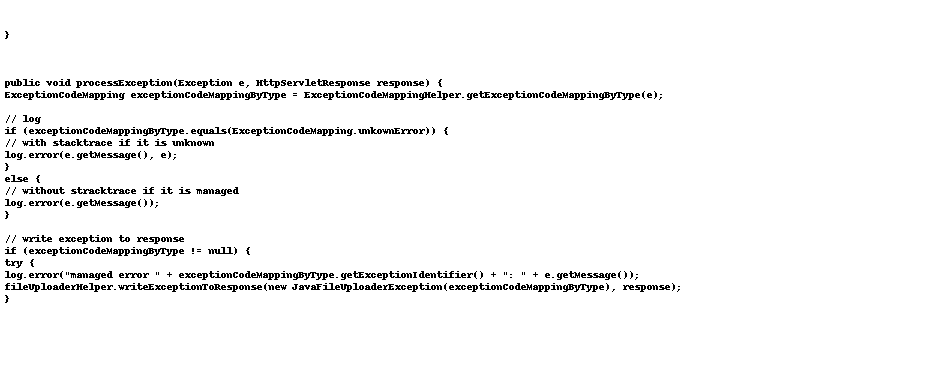 }
public void processException(Exception e, HttpServletResponse response) {
ExceptionCodeMapping exceptionCodeMappingByType = ExceptionCodeMappingHelper.getExceptionCodeMappingByType(e);
// log
if (exceptionCodeMappingByType.equals(ExceptionCodeMapping.unkownError)) {
// with stacktrace if it is unknown
log.error(e.getMessage(), e);
}
else {
// without stracktrace if it is managed
log.error(e.getMessage());
}
// write exception to response
if (exceptionCodeMappingByType != null) {
try {
log.error("managed error " + exceptionCodeMappingByType.getExceptionIdentifier() + ": " + e.getMessage());
fileUploaderHelper.writeExceptionToResponse(new JavaFileUploaderException(exceptionCodeMappingByType), response);
}